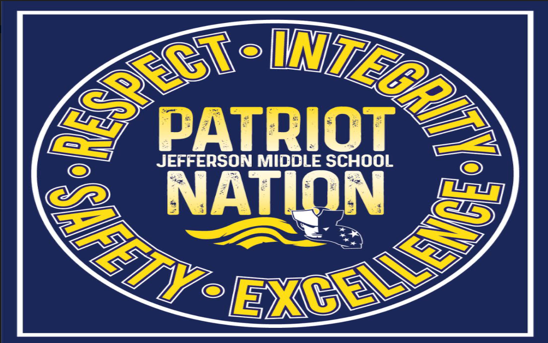 RESPECT • INTEGRITY •
PATRIOT
JEFFERSON MIDDLE SCHOOL
NATION
SAFETY • EXCELLENCE •